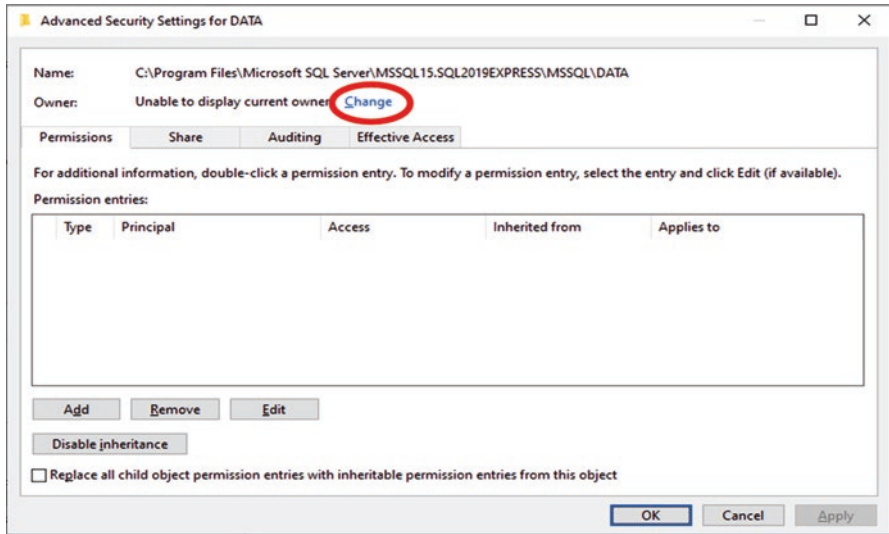 Advanced Security Settings for DATA
Name: C:\Program Files\Microsoft SQL Server\MSSQL15.SQL2019EXPRESS\MSSQL\DATA
Owner: Unable to display current owner Change
Permissions Share Auditing Effective Access
For additional information, double-click a permission entry. To modify a permission entry, select the entry and click Edit (if available).
Permission entries:
Type Principal Access Inherited from Applies to
Add Remove Edit
Disable inheritance
Replace all child object permission entries with inheritable permission entries from this object
OK Cancel Apply